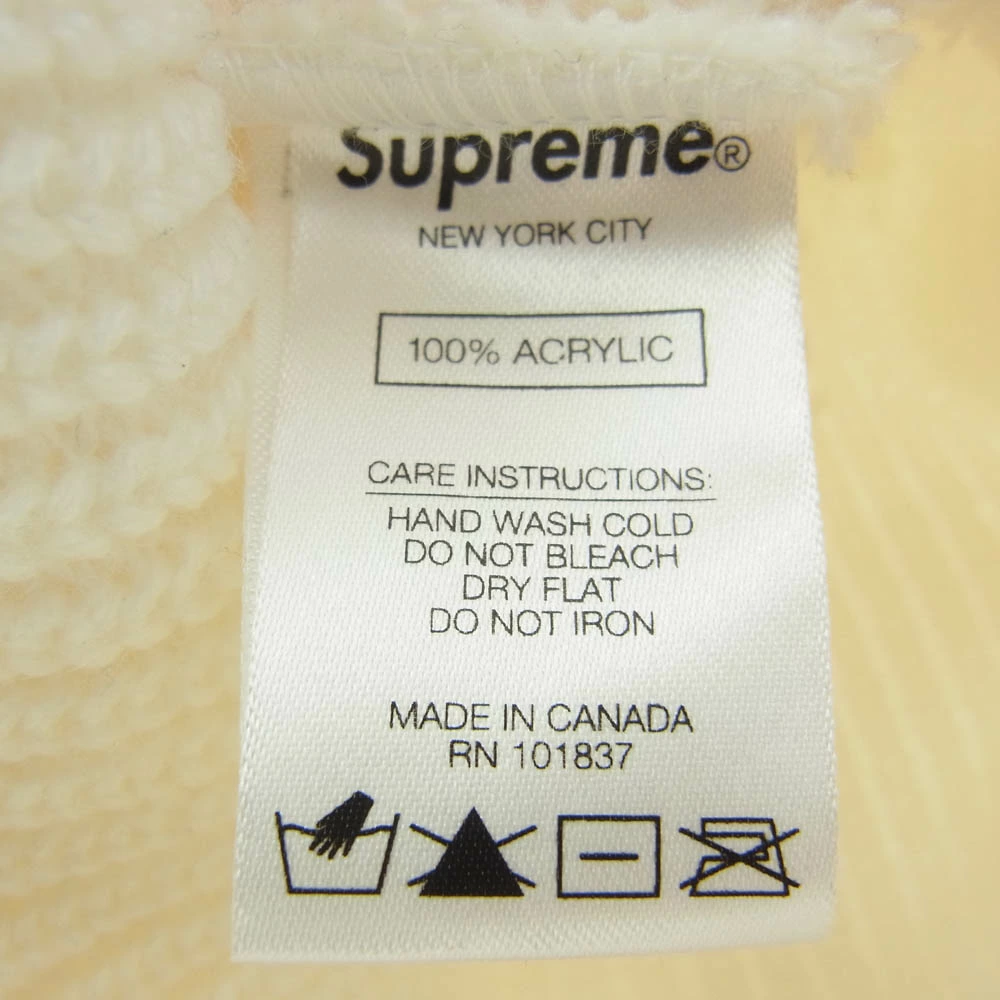 Supreme®
NEW YORK CITY
100% ACRYLIC
CARE INSTRUCTIONS:
HAND WASH COLD
DO NOT BLEACH
DRY FLAT
DO NOT IRON
MADE IN CANADA
RN 101837